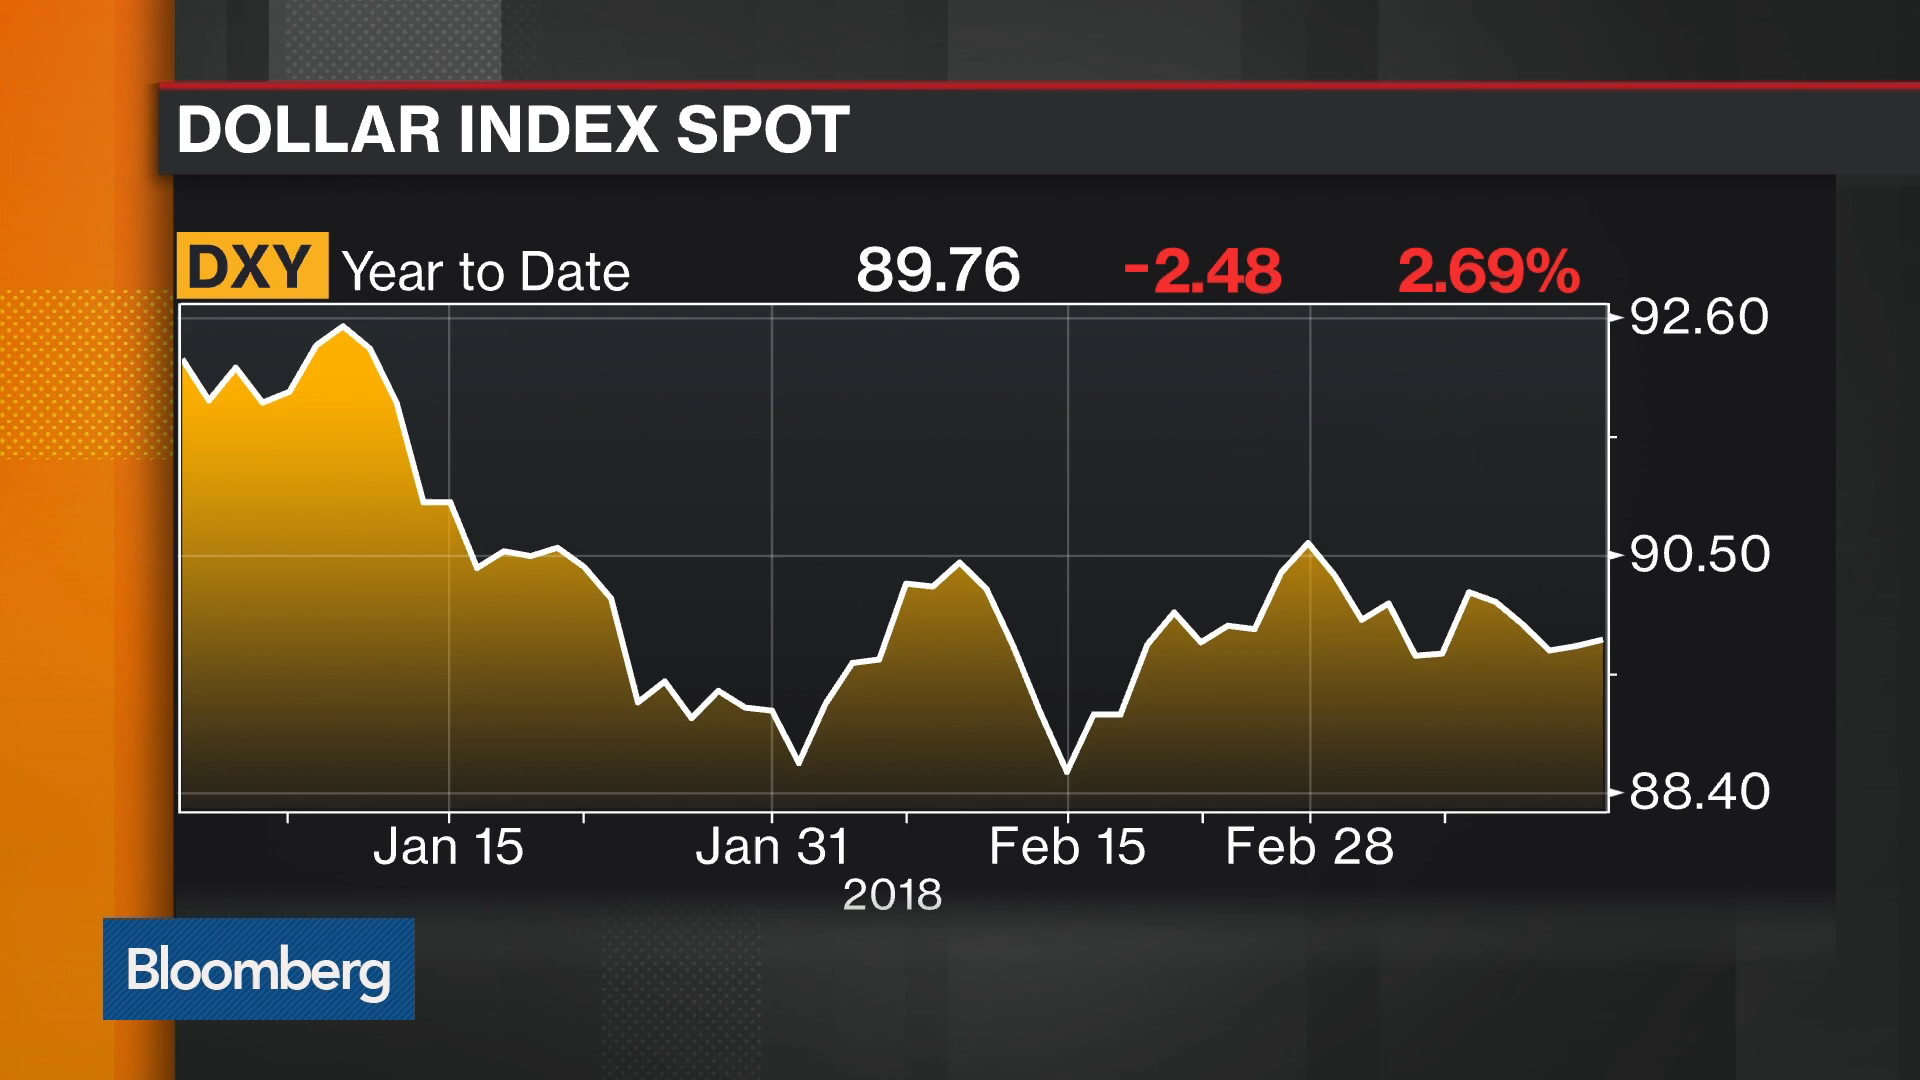 DOLLAR INDEX SPOT
DXY Year to Date 89.76 -2.48 2.69%
92.60
90.50
88.40
Jan 15 Jan 31 Feb 15 Feb 28
2018
Bloomberg